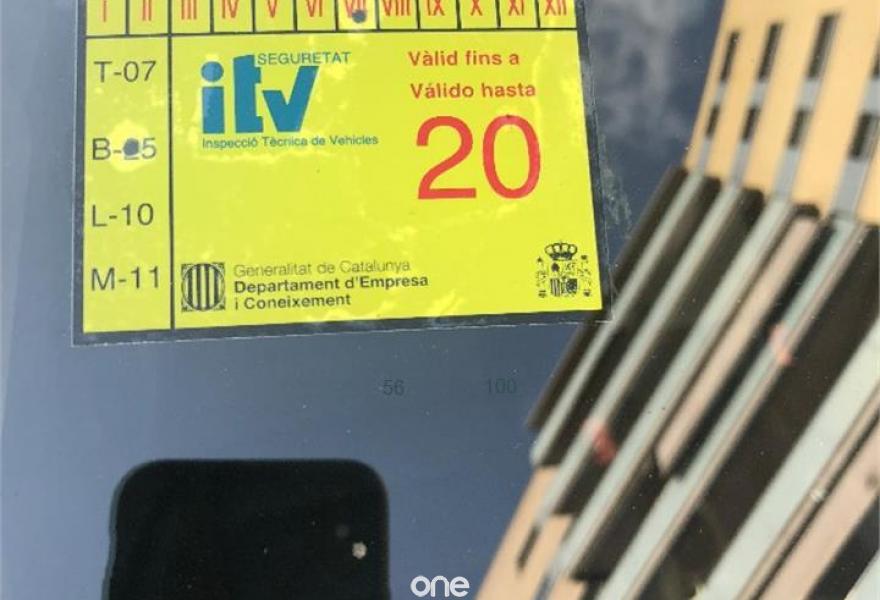 I II III IV V VI VII VIII IX X XI XII
T-07
B-25
L-10
M-11
SEGURETAT
itv
Inspecció Tècnica de Vehicles
Vàlid fins a
Válido hasta
20
Generalitat de Catalunya
Departament d'Empresa
i Coneixement
56 100
one